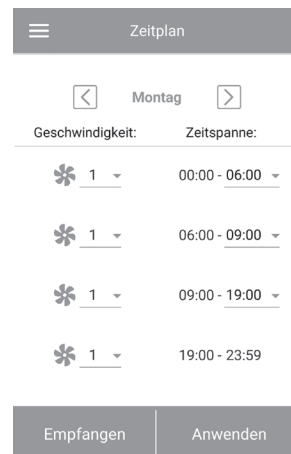 Zeitplan
Montag
Geschwindigkeit: Zeitspanne:
1 00:00 - 06:00
1 06:00 - 09:00
1 09:00 - 19:00
1 19:00 - 23:59
Empfangen Anwenden